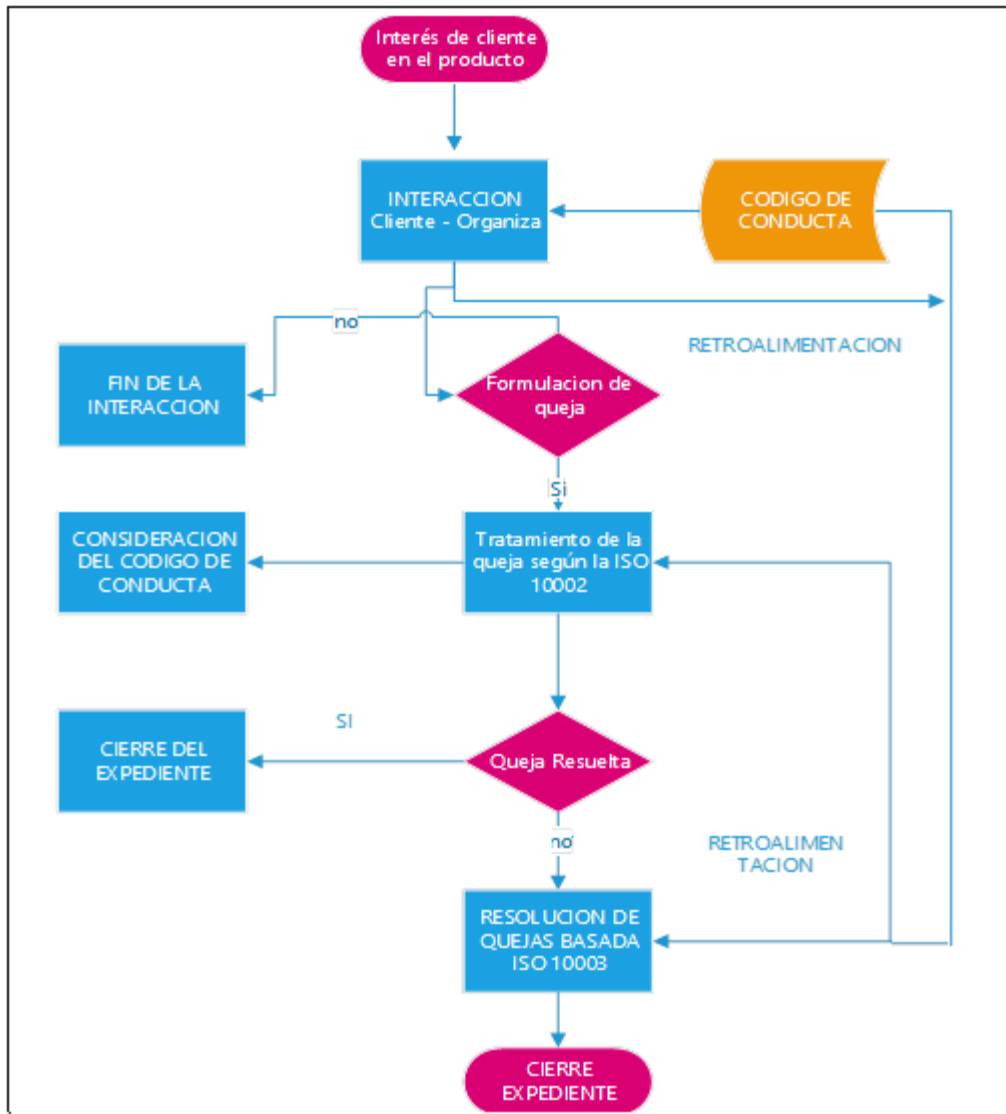 Interés de cliente
en el producto
INTERACCION
Cliente - Organiza
CODIGO DE
CONDUCTA
no
RETROALIMENTACION
FIN DE LA
INTERACCION
Formulacion de
queja
Si
CONSIDERACION
DEL CODIGO DE
CONDUCTA
Tratamiento de la
queja según la ISO
10002
SI
CIERRE DEL
EXPEDIENTE
Queja Resuelta
no
RETROALIMEN
TACION
RESOLUCION DE
QUEJAS BASADA
ISO 10003
CIERRE
EXPEDIENTE